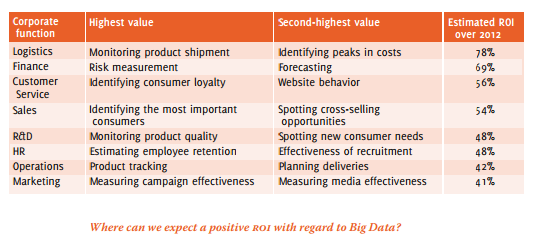 Corporate function Highest value Second-highest value Estimated ROI over 2012
Logistics Monitoring product shipment Identifying peaks in costs 78%
Finance Risk measurement Forecasting 69%
Customer Service Identifying consumer loyalty Website behavior 56%
Sales Identifying the most important consumers Spotting cross-selling opportunities 54%
R&D Monitoring product quality Spotting new consumer needs 48%
HR Estimating employee retention Effectiveness of recruitment 48%
Operations Product tracking Planning deliveries 42%
Marketing Measuring campaign effectiveness Measuring media effectiveness 41%
Where can we expect a positive ROI with regard to Big Data?